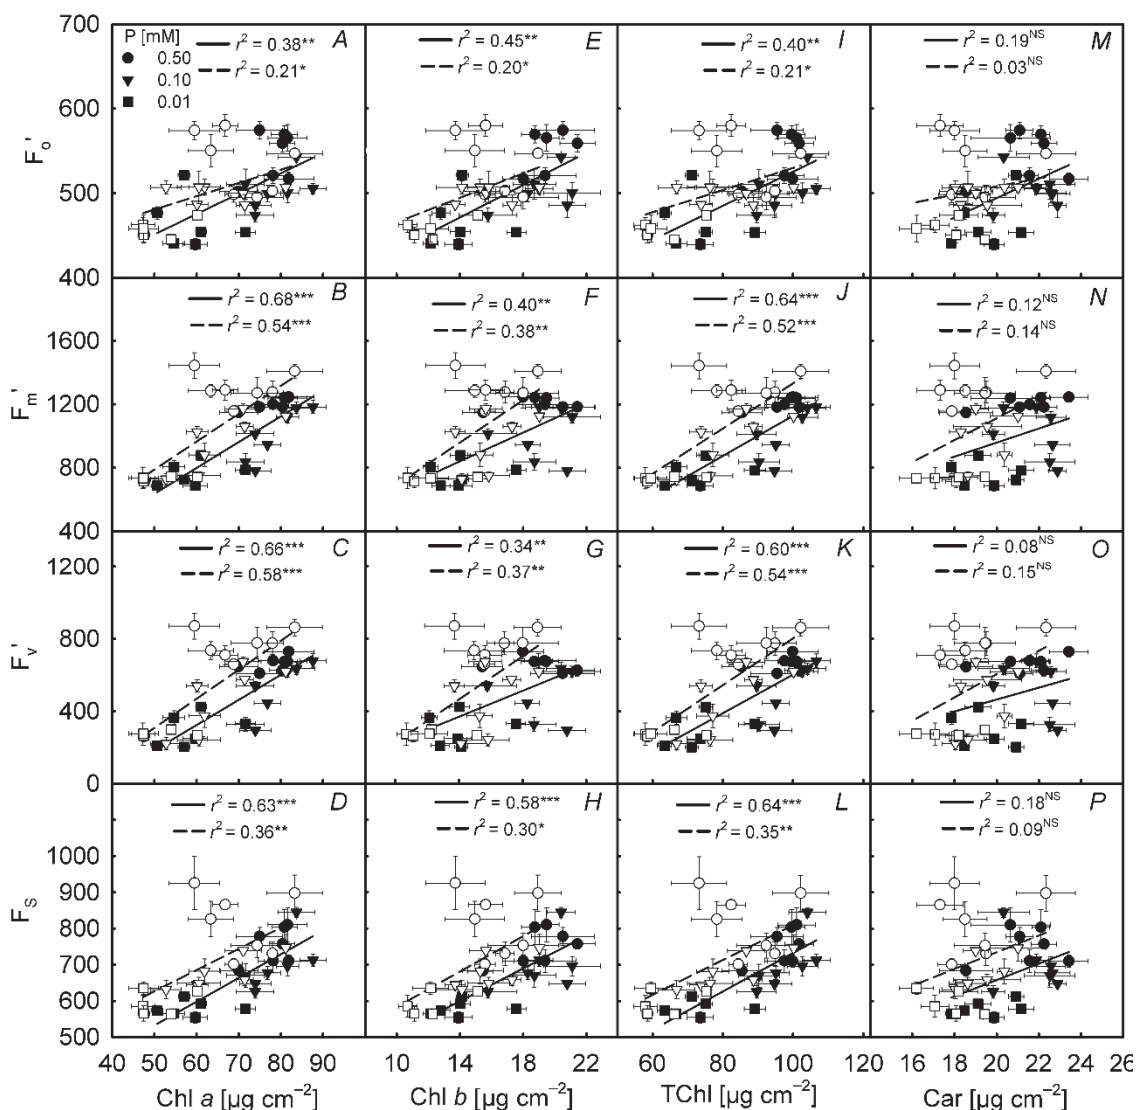 700
P [mM]
0.50
0.10
0.01
r² = 0.38**
r² = 0.21*
A
r² = 0.45**
r² = 0.20*
E
r² = 0.40**
r² = 0.21*
I
r² = 0.19NS
r² = 0.03NS
M
600
500
400
Fo'
r² = 0.68***
r² = 0.54***
B
r² = 0.40**
r² = 0.38**
F
r² = 0.64***
r² = 0.52***
J
r² = 0.12NS
r² = 0.14NS
N
1600
1200
800
400
Fm'
r² = 0.66***
r² = 0.58***
C
r² = 0.34**
r² = 0.37**
G
r² = 0.60***
r² = 0.54***
K
r² = 0.08NS
r² = 0.15NS
O
1200
800
400
0
Fv'
r² = 0.63***
r² = 0.36**
D
r² = 0.58***
r² = 0.30*
H
r² = 0.64***
r² = 0.35**
L
r² = 0.18NS
r² = 0.09NS
P
1000
900
800
700
600
500
FS
40 50 60 70 80 90
10 14 18 22
60 80 100 120
16 18 20 22 24 26
Chl a [µg cm−2]
Chl b [µg cm−2]
TChl [µg cm−2]
Car [µg cm−2]